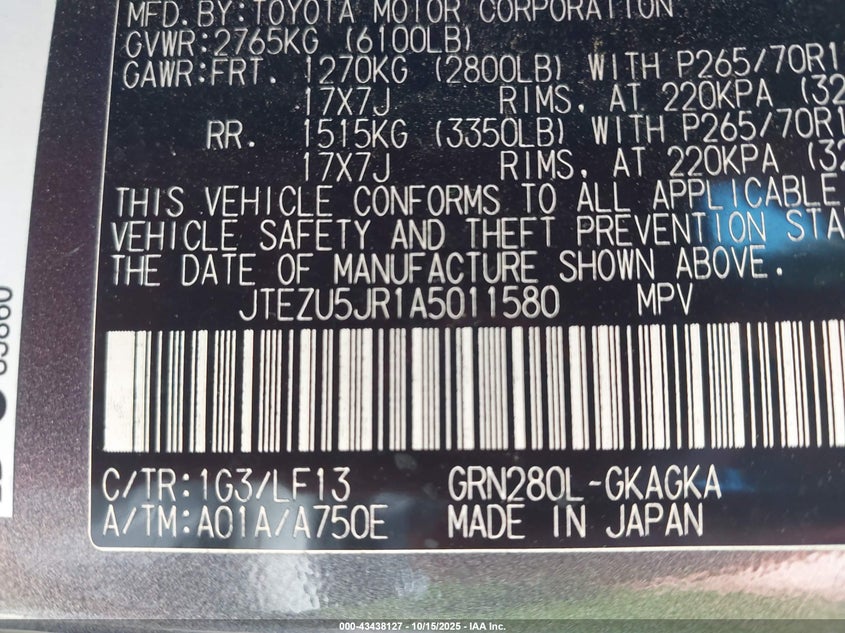 MFD. BY: TOYOTA MOTOR CORPORATION
GVWR: 2765KG (6100LB)
GAWR: FRT. 1270KG (2800LB) WITH P265/70R1
17X7J RIMS, AT 220KPA (32
RR. 1515KG (3350LB) WITH P265/70R1
17X7J RIMS, AT 220KPA (32
THIS VEHICLE CONFORMS TO ALL APPLICABLE
VEHICLE SAFETY AND THEFT PREVENTION STA
THE DATE OF MANUFACTURE SHOWN ABOVE.
JTEZU5JR1A5011580 MPV
C/TR: 1G3/LF13 GRN280L-GKAGKA
A/TM: A01A/A750E MADE IN JAPAN
000-43438127 - 10/15/2025 - IAA Inc.